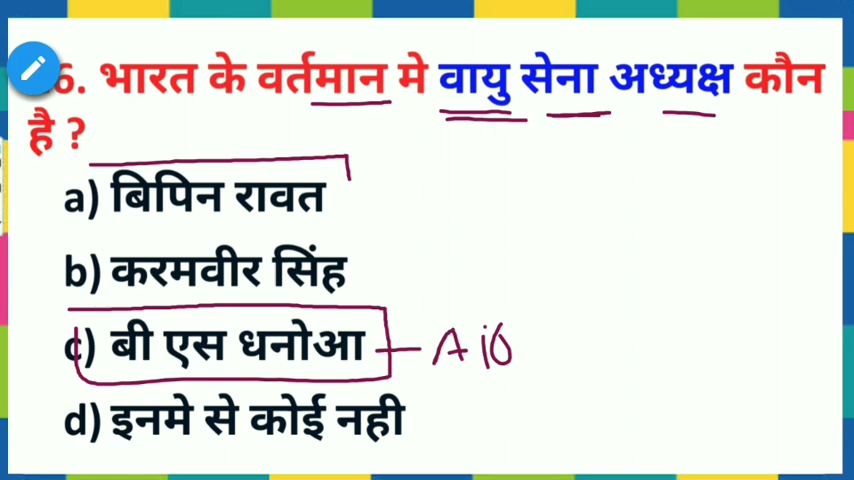 6. भारत के वर्तमान मे वायु सेना अध्यक्ष कौन
है ?
a) बिपिन रावत
b) करमवीर सिंह
c) बी एस धनोआ
d) इनमे से कोई नही